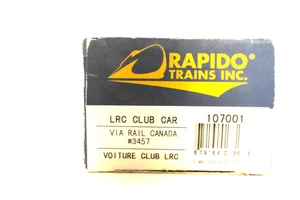 RAPIDO®
TRAINS INC.
LRC CLUB CAR
107001
VIA RAIL CANADA
#3457
VOITURE CLUB LRC